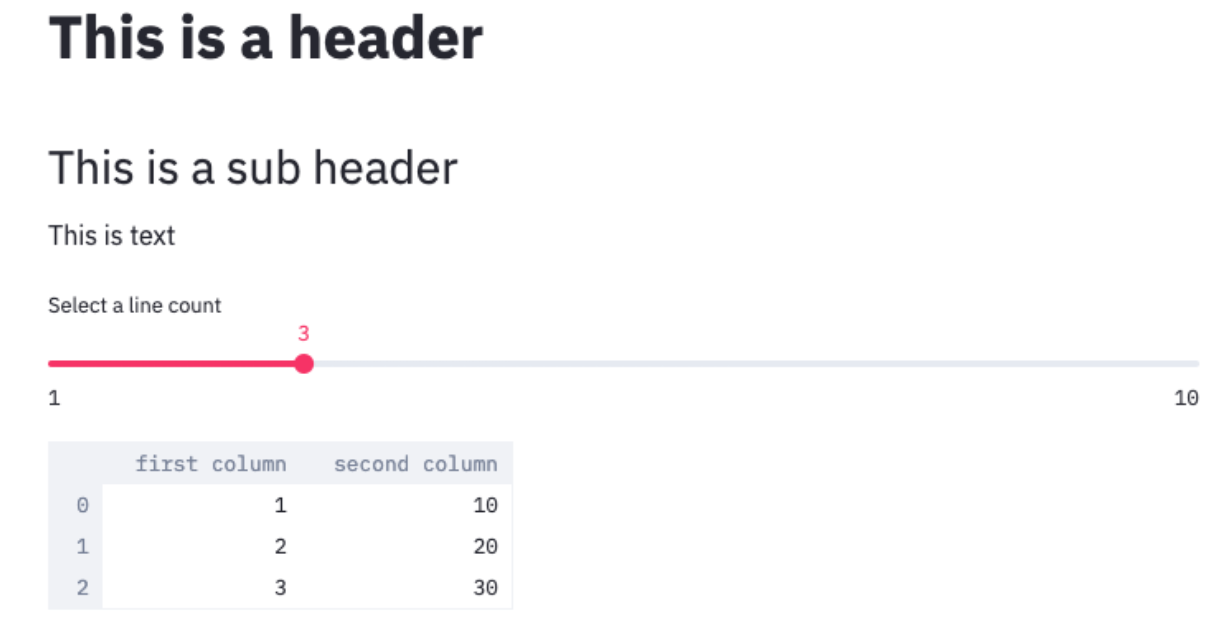 This is a header
This is a sub header
This is text
Select a line count
3
1 10
first column second column
0 1 10
1 2 20
2 3 30